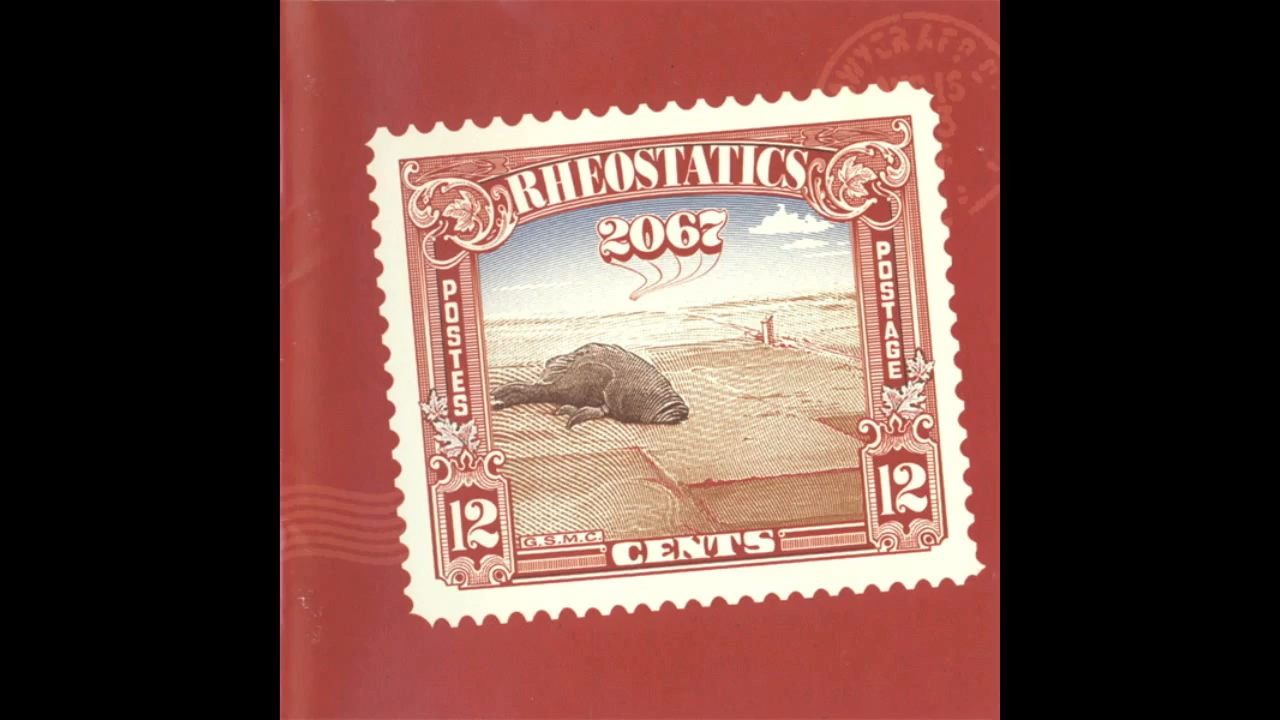 RHEOSTATICS
2067
POSTES
POSTAGE
12
12
G.S.M.C.
CENTS